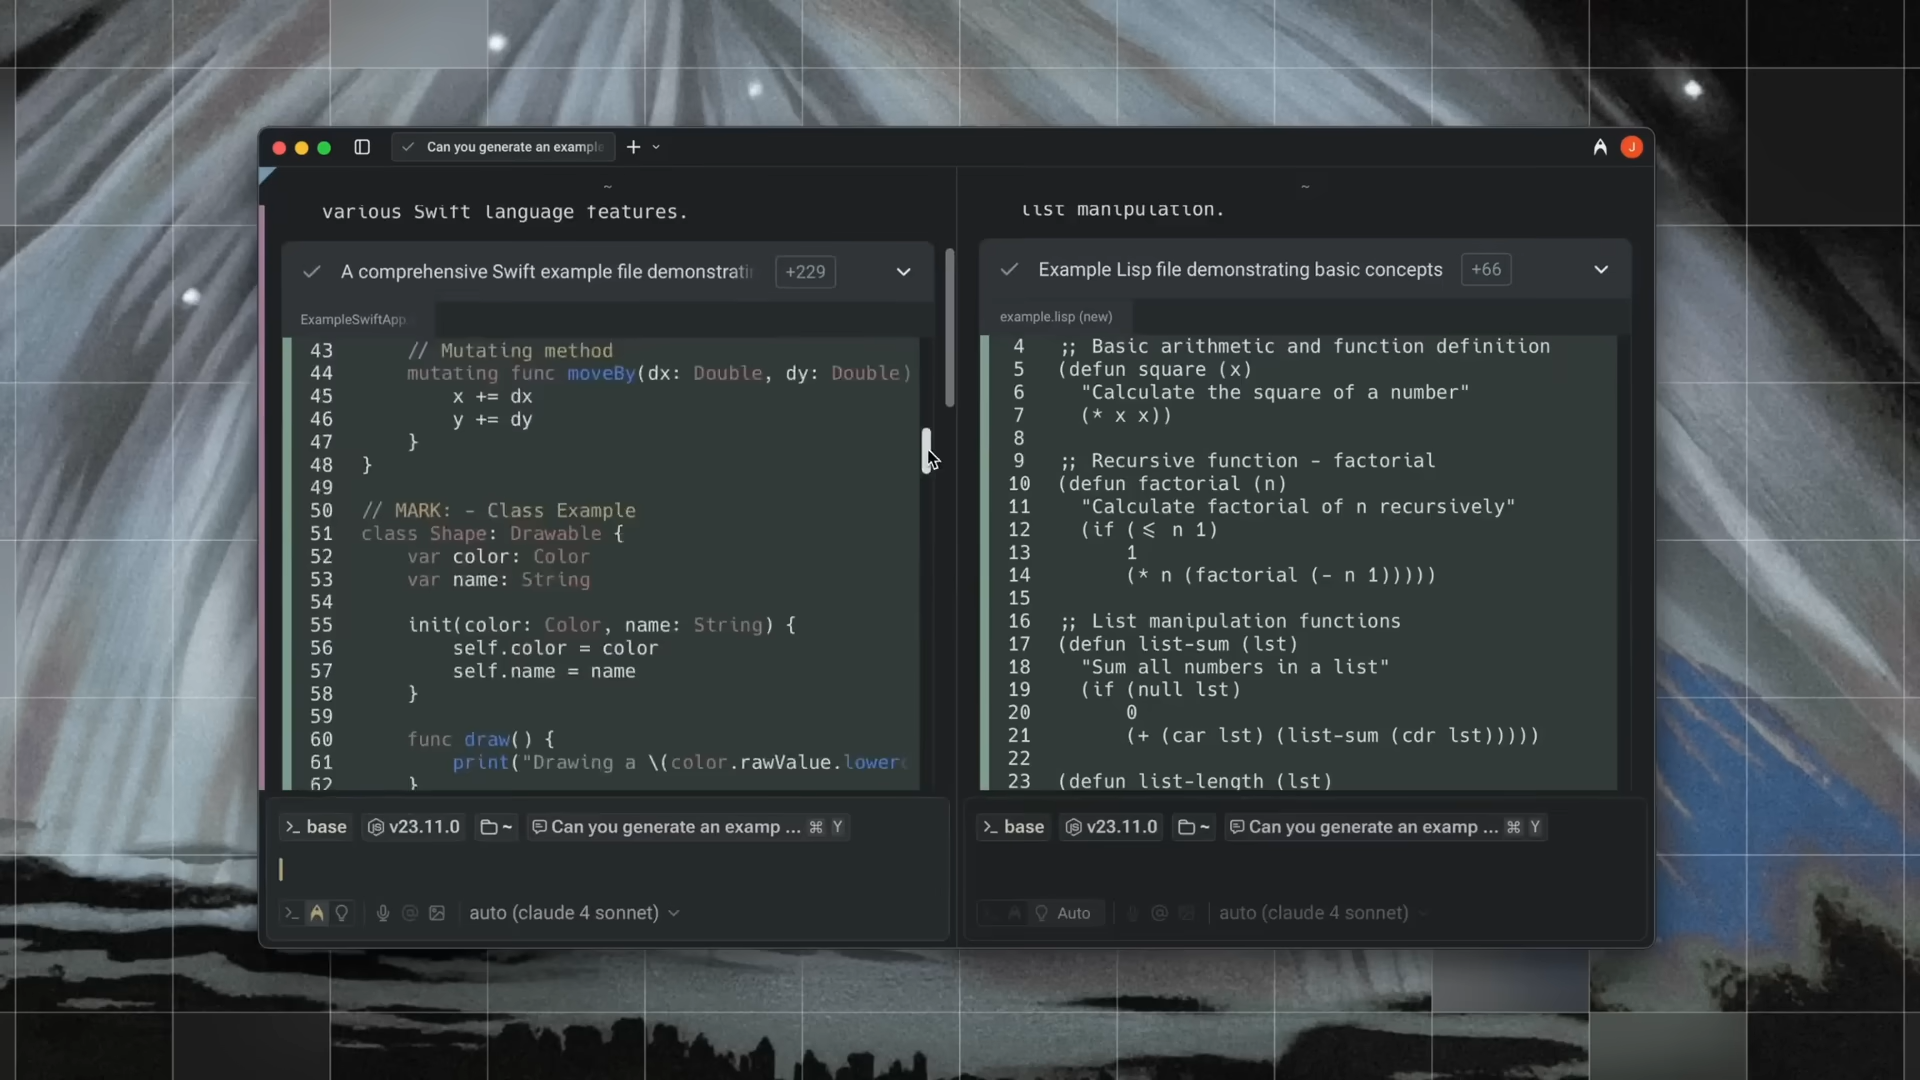 Can you generate an example
J
~
various Swift language features.
A comprehensive Swift example file demonstrati
+229
ExampleSwiftApp.
43 // Mutating method
44 mutating func moveBy(dx: Double, dy: Double)
45 x += dx
46 y += dy
47 }
48 }
49
50 // MARK: - Class Example
51 class Shape: Drawable {
52 var color: Color
53 var name: String
54
55 init(color: Color, name: String) {
56 self.color = color
57 self.name = name
58 }
59
60 func draw() {
61 print("Drawing a \(color.rawValue.lowerc
62 }
>_ base
v23.11.0
~
Can you generate an examp ... ⌘ Y
auto (claude 4 sonnet)
~
list manipulation.
Example Lisp file demonstrating basic concepts
+66
example.lisp (new)
4 ;; Basic arithmetic and function definition
5 (defun square (x)
6 "Calculate the square of a number"
7 (* x x))
8
9 ;; Recursive function - factorial
10 (defun factorial (n)
11 "Calculate factorial of n recursively"
12 (if (≤ n 1)
13 1
14 (* n (factorial (- n 1)))))
15
16 ;; List manipulation functions
17 (defun list-sum (lst)
18 "Sum all numbers in a list"
19 (if (null lst)
20 0
21 (+ (car lst) (list-sum (cdr lst)))))
22
23 (defun list-length (lst)
>_ base
v23.11.0
~
Can you generate an examp ... ⌘ Y
Auto
auto (claude 4 sonnet)